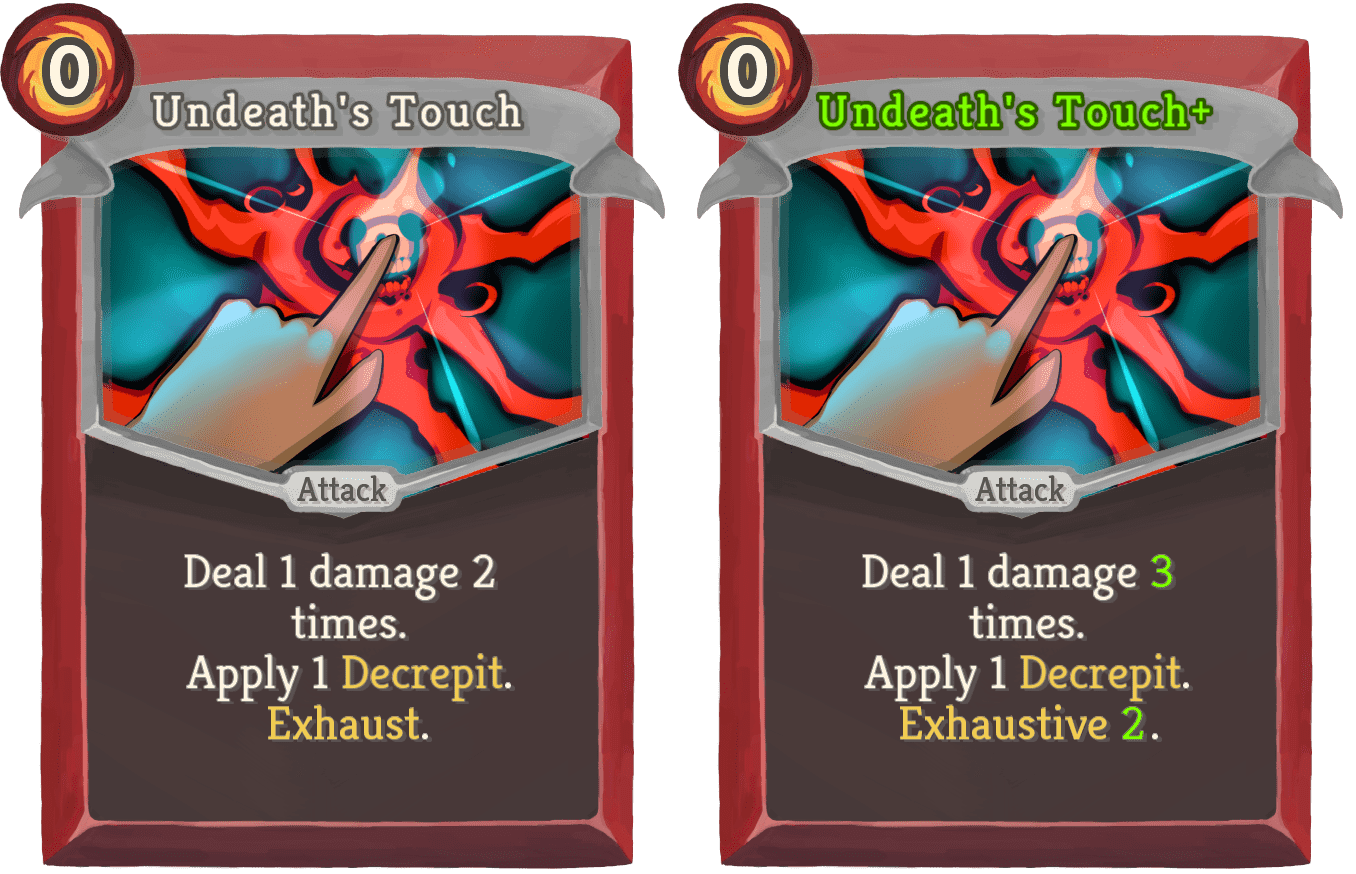 0
Undeath's Touch
Attack
Deal 1 damage 2
times.
Apply 1 Decrepit.
Exhaust.
0
Undeath's Touch+
Attack
Deal 1 damage 3
times.
Apply 1 Decrepit.
Exhaustive 2.